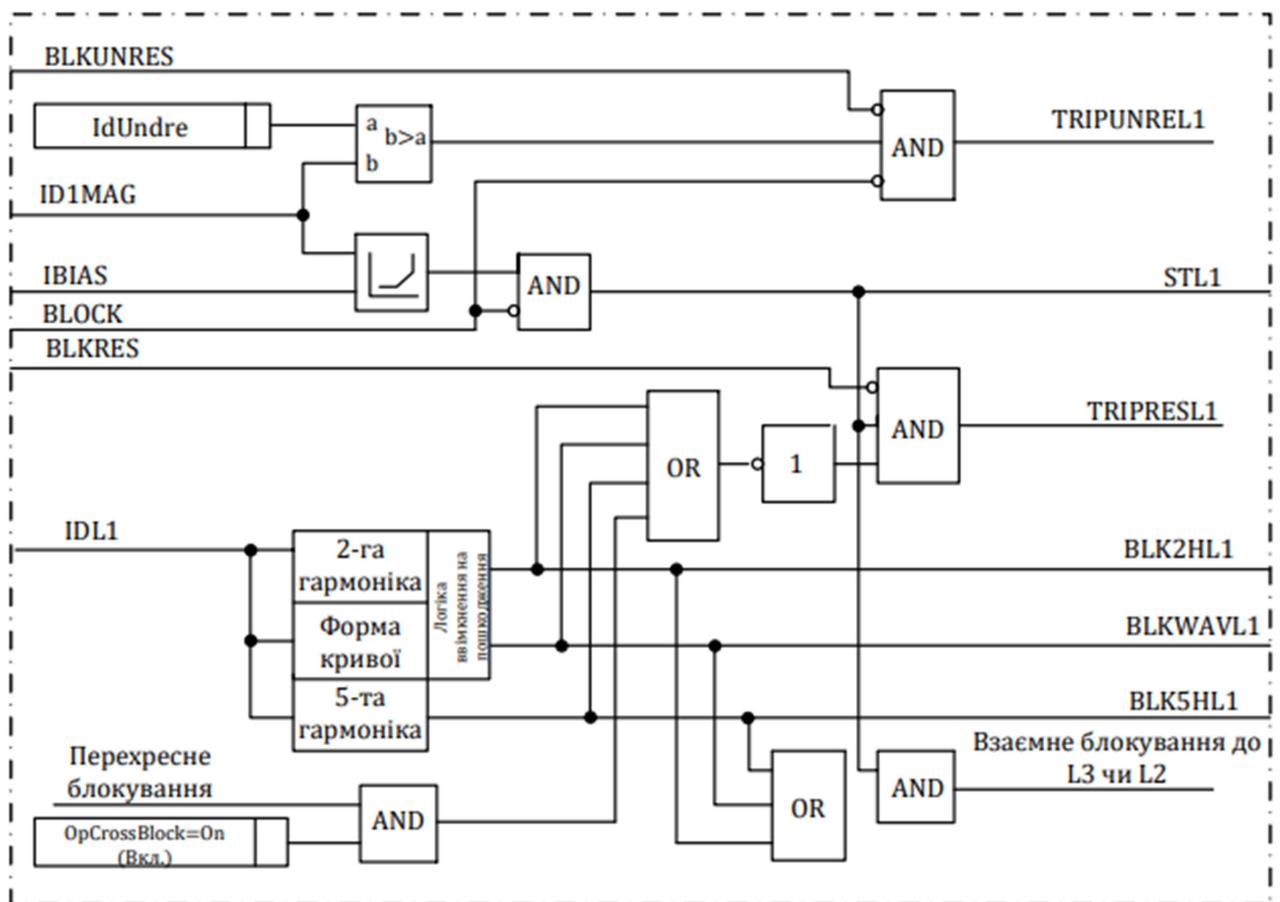 BLKUNRES
IdUndre
a
b>a
b
AND
TRIPUNREL1
ID1MAG
IBIAS
AND
STL1
BLOCK
BLKRES
OR
1
AND
TRIPRESL1
IDL1
2-га
гармоніка
Форма
кривої
5-та
гармоніка
Логіка
ввімкнення на
пошкодження
BLK2HL1
BLKWAVL1
BLK5HL1
Перехресне
блокування
OpCrossBlock=On
(Вкл.)
AND
OR
AND
Взаємне блокування до
L3 чи L2